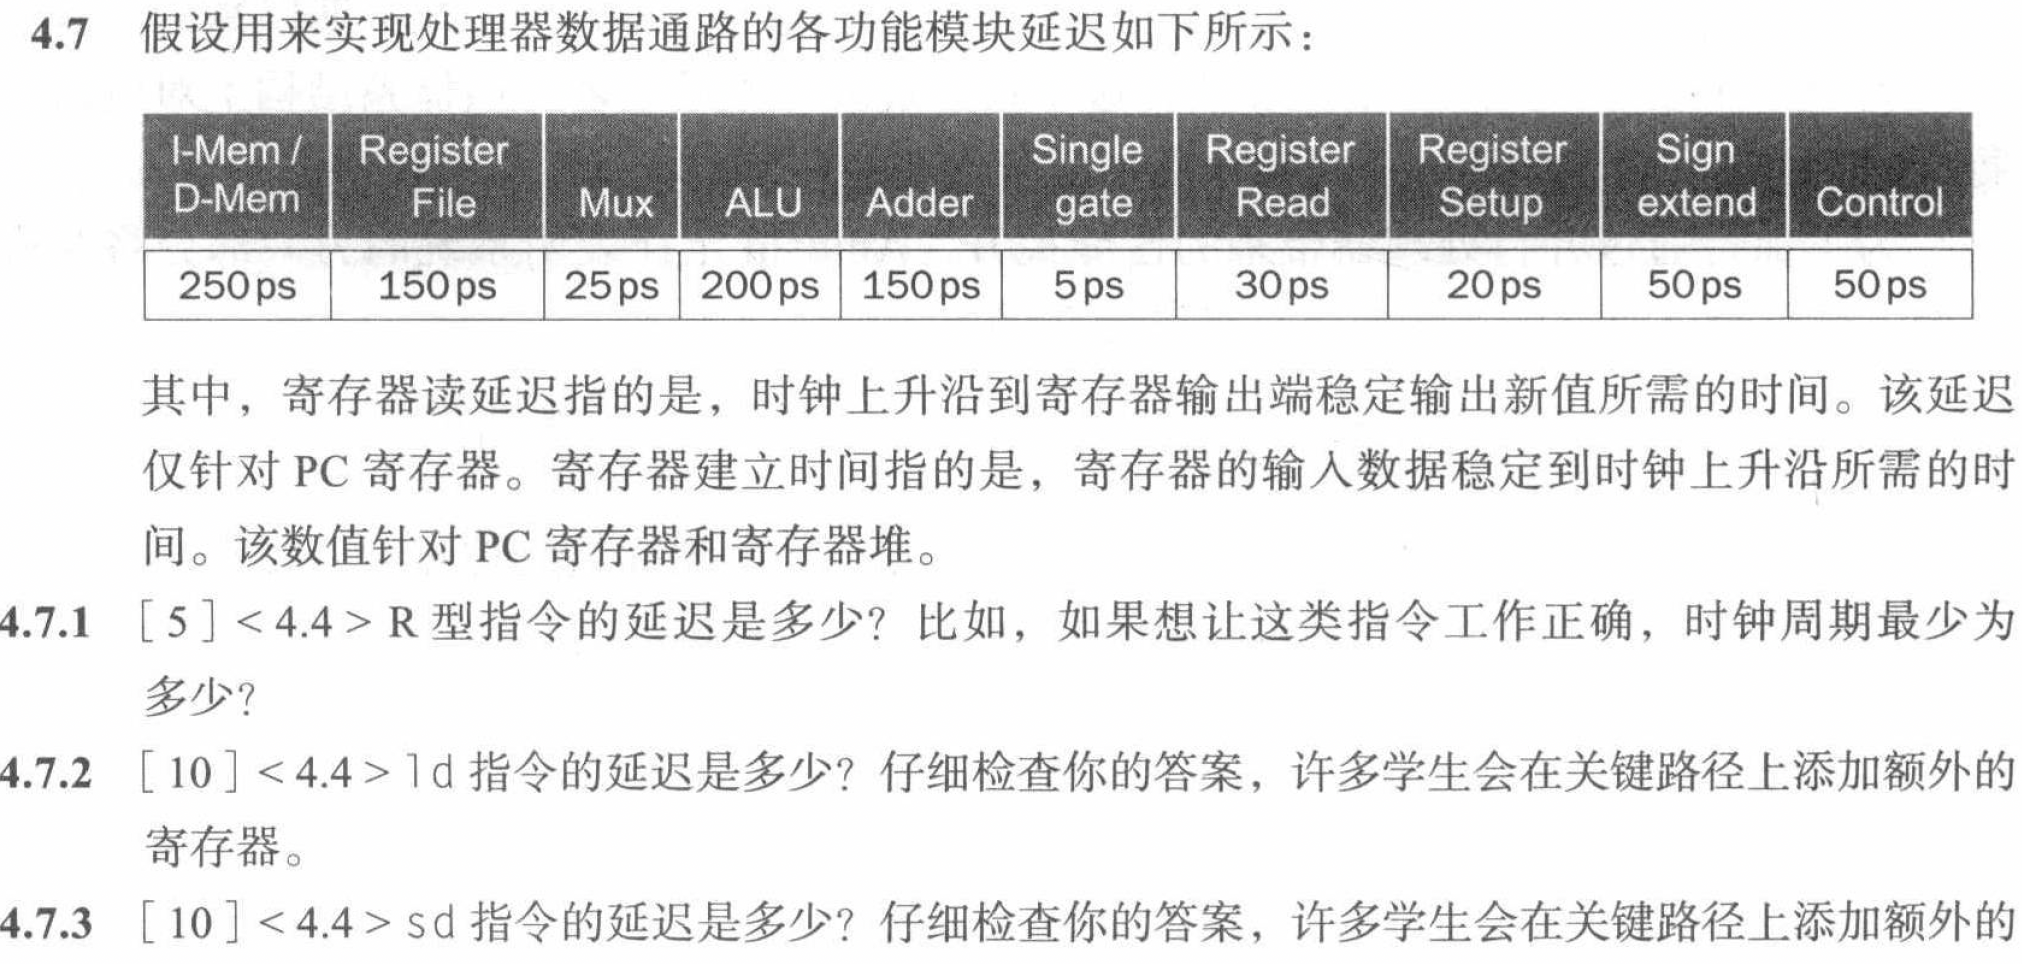 4.7 假设用来实现处理器数据通路的各功能模块延迟如下所示：
I-Mem / D-Mem Register File Mux ALU Adder Single gate Register Read Register Setup Sign extend Control
250 ps 150 ps 25 ps 200 ps 150 ps 5 ps 30 ps 20 ps 50 ps 50 ps
其中，寄存器读延迟指的是，时钟上升沿到寄存器输出端稳定输出新值所需的时间。该延迟
仅针对 PC 寄存器。寄存器建立时间指的是，寄存器的输入数据稳定到时钟上升沿所需的时
间。该数值针对 PC 寄存器和寄存器堆。
4.7.1 [ 5 ] < 4.4 > R 型指令的延迟是多少？比如，如果想让这类指令工作正确，时钟周期最少为
多少？
4.7.2 [ 10 ] < 4.4 > ld 指令的延迟是多少？仔细检查你的答案，许多学生会在关键路径上添加额外的
寄存器。
4.7.3 [ 10 ] < 4.4 > sd 指令的延迟是多少？仔细检查你的答案，许多学生会在关键路径上添加额外的